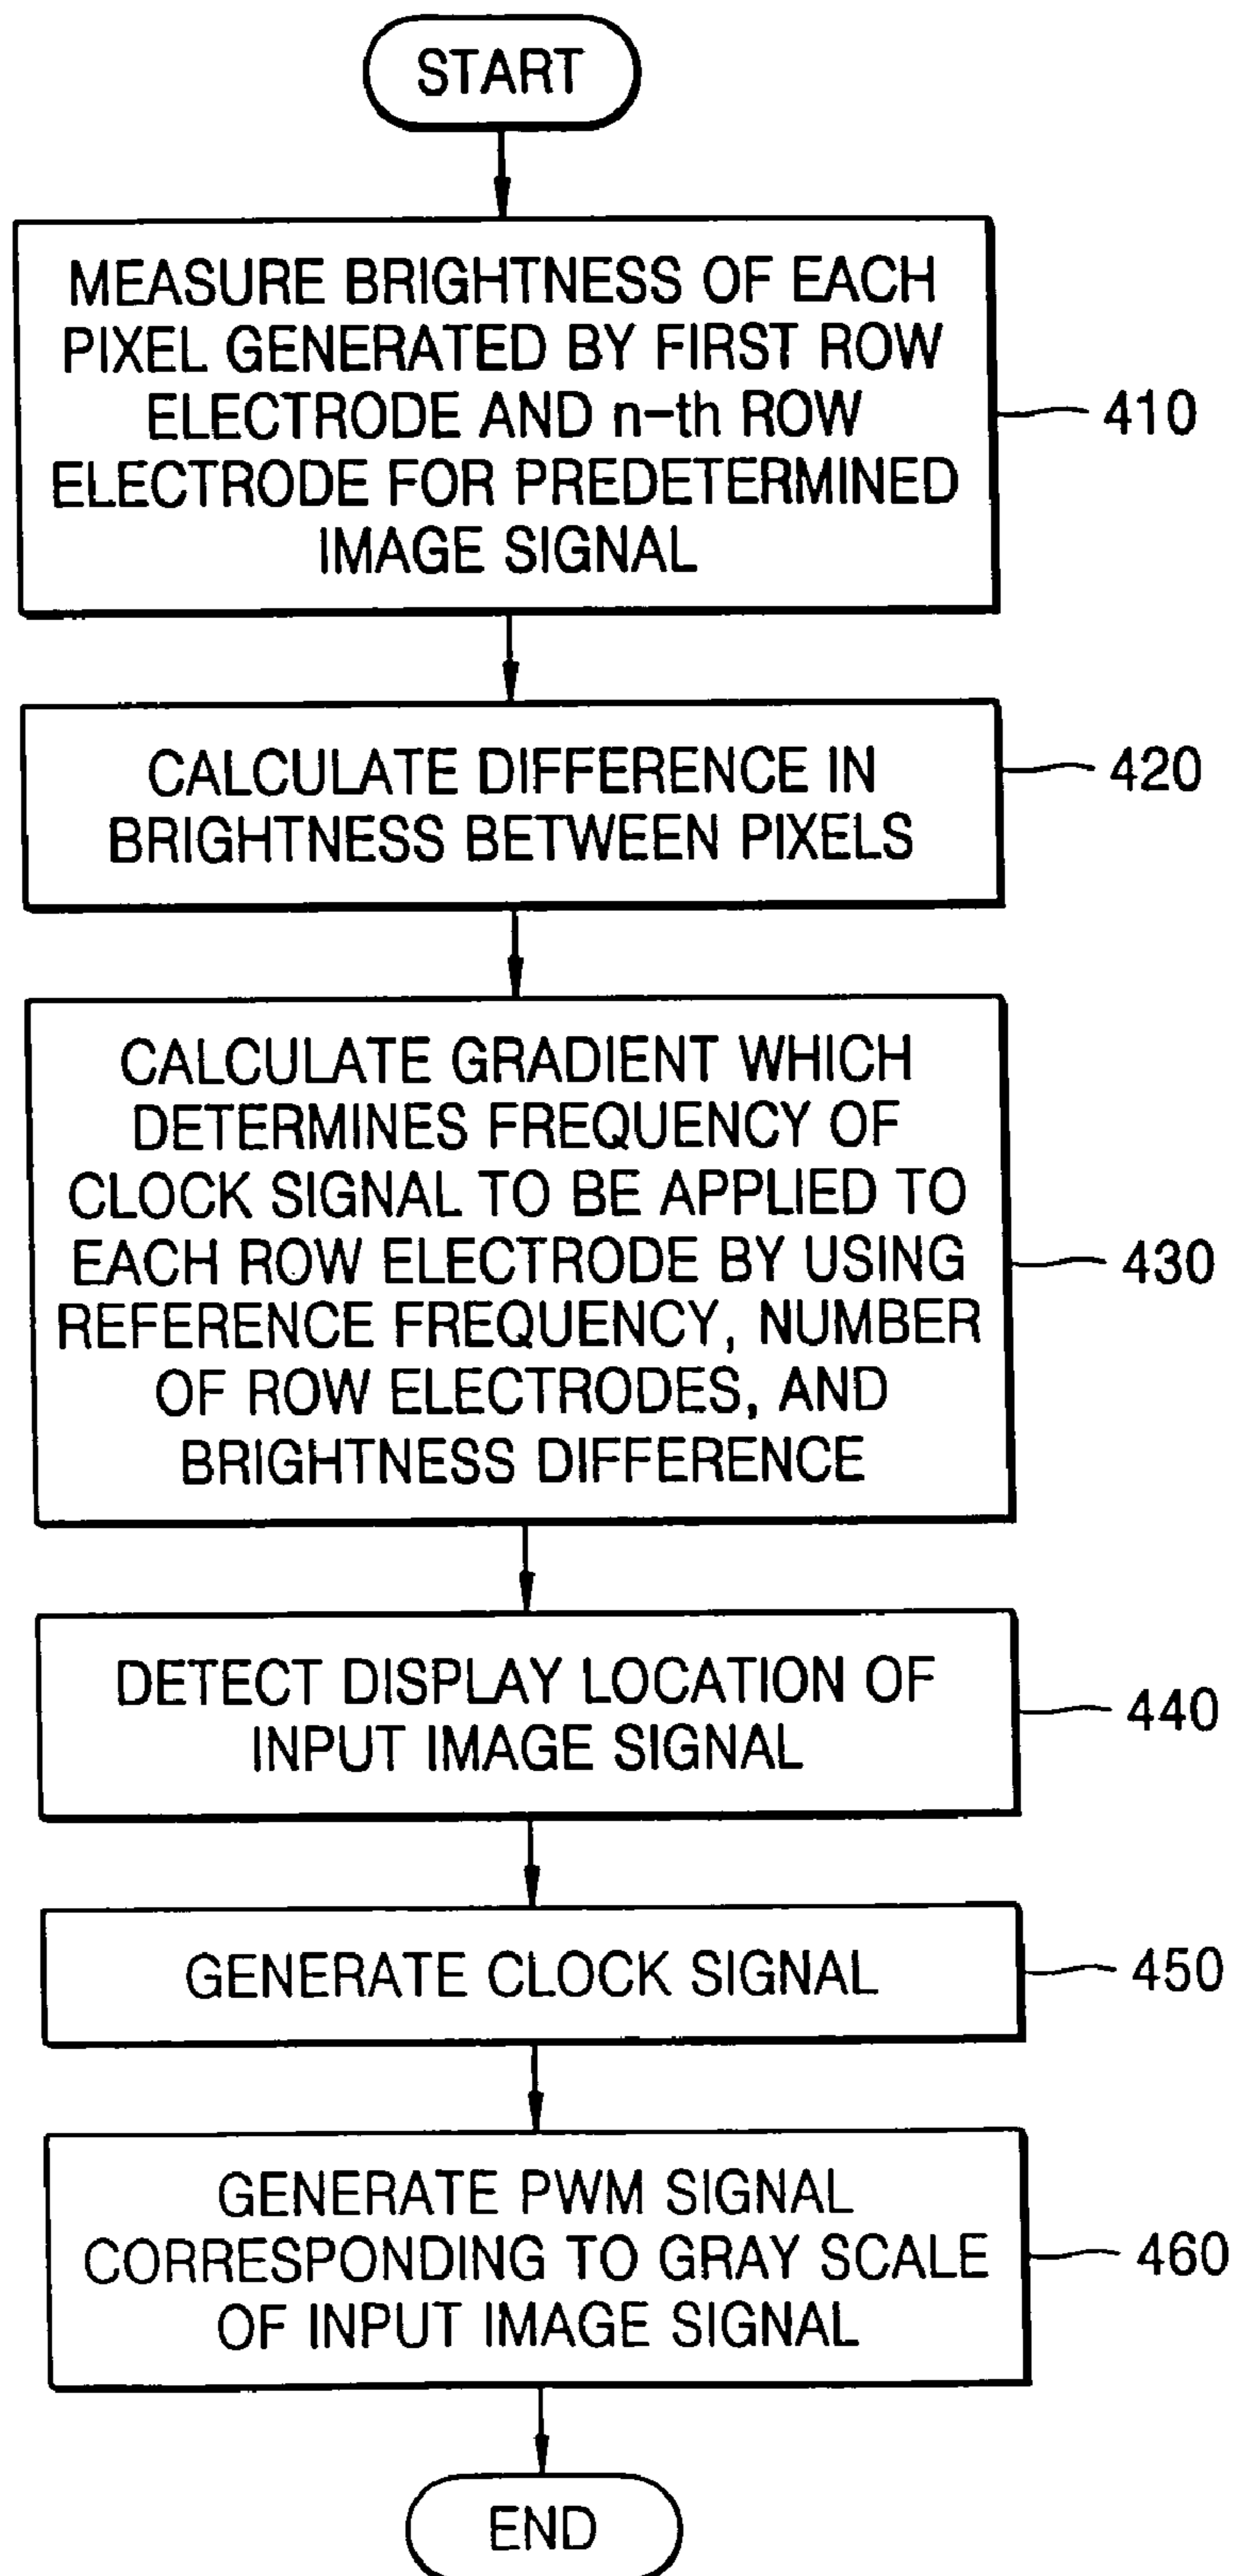 START
MEASURE BRIGHTNESS OF EACH
PIXEL GENERATED BY FIRST ROW
ELECTRODE AND n-th ROW
ELECTRODE FOR PREDETERMINED
IMAGE SIGNAL
410
CALCULATE DIFFERENCE IN
BRIGHTNESS BETWEEN PIXELS
420
CALCULATE GRADIENT WHICH
DETERMINES FREQUENCY OF
CLOCK SIGNAL TO BE APPLIED TO
EACH ROW ELECTRODE BY USING
REFERENCE FREQUENCY, NUMBER
OF ROW ELECTRODES, AND
BRIGHTNESS DIFFERENCE
430
DETECT DISPLAY LOCATION OF
INPUT IMAGE SIGNAL
440
GENERATE CLOCK SIGNAL
450
GENERATE PWM SIGNAL
CORRESPONDING TO GRAY SCALE
OF INPUT IMAGE SIGNAL
460
END